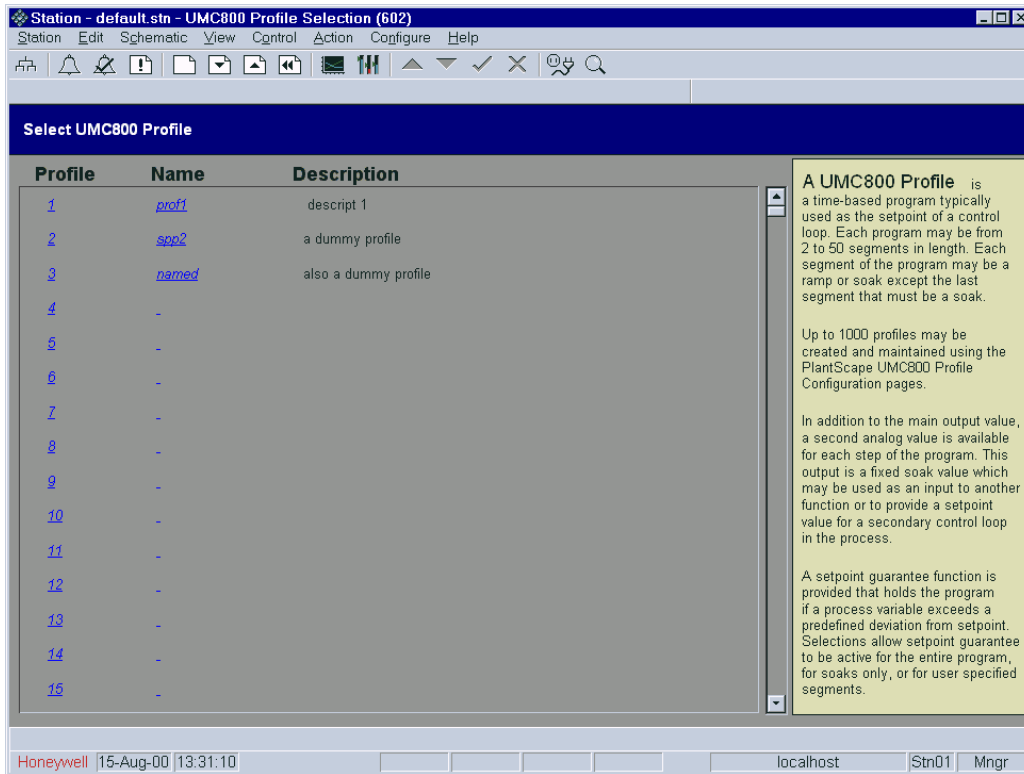 Station - default.stn - UMC800 Profile Selection (602)
Station Edit Schematic View Control Action Configure Help
Select UMC800 Profile
Profile Name Description
1 prof1 descript 1
2 spp2 a dummy profile
3 named also a dummy profile
4 -
5 -
6 -
7 -
8 -
9 -
10 -
11 -
12 -
13 -
14 -
15 -
A UMC800 Profile is
a time-based program typically
used as the setpoint of a control
loop. Each program may be from
2 to 50 segments in length. Each
segment of the program may be a
ramp or soak except the last
segment that must be a soak.
Up to 1000 profiles may be
created and maintained using the
PlantScape UMC800 Profile
Configuration pages.
In addition to the main output value,
a second analog value is available
for each step of the program. This
output is a fixed soak value which
may be used as an input to another
function or to provide a setpoint
value for a secondary control loop
in the process.
A setpoint guarantee function is
provided that holds the program
if a process variable exceeds a
predefined deviation from setpoint.
Selections allow setpoint guarantee
to be active for the entire program,
for soaks only, or for user specified
segments.
Honeywell 15-Aug-00 13:31:10 localhost Stn01 Mngr